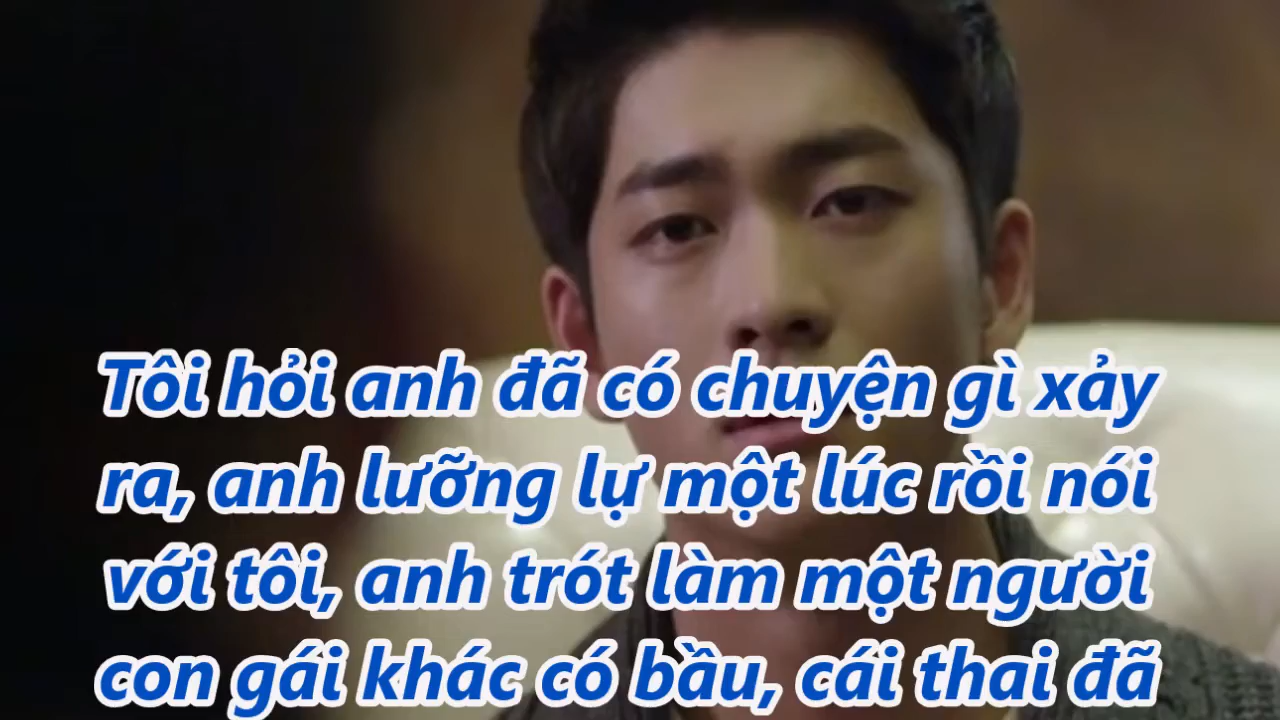 Tôi hỏi anh đã có chuyện gì xảy
ra, anh lưỡng lự một lúc rồi nói
với tôi, anh trót làm một người
con gái khác có bầu, cái thai đã